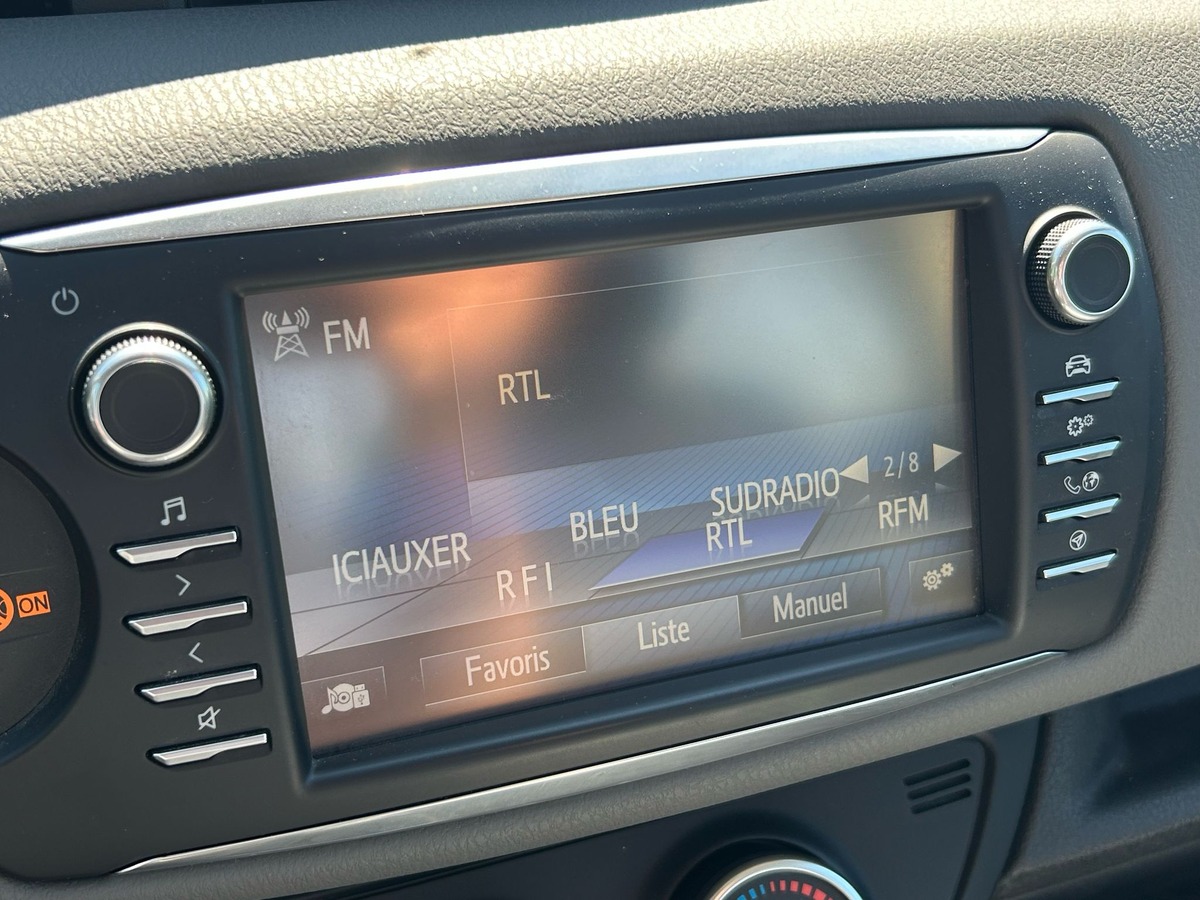 FM
RTL
2/8
ICIAUXER BLEU SUDRADIO
RFI RTL RFM
Favoris Liste Manuel
ON